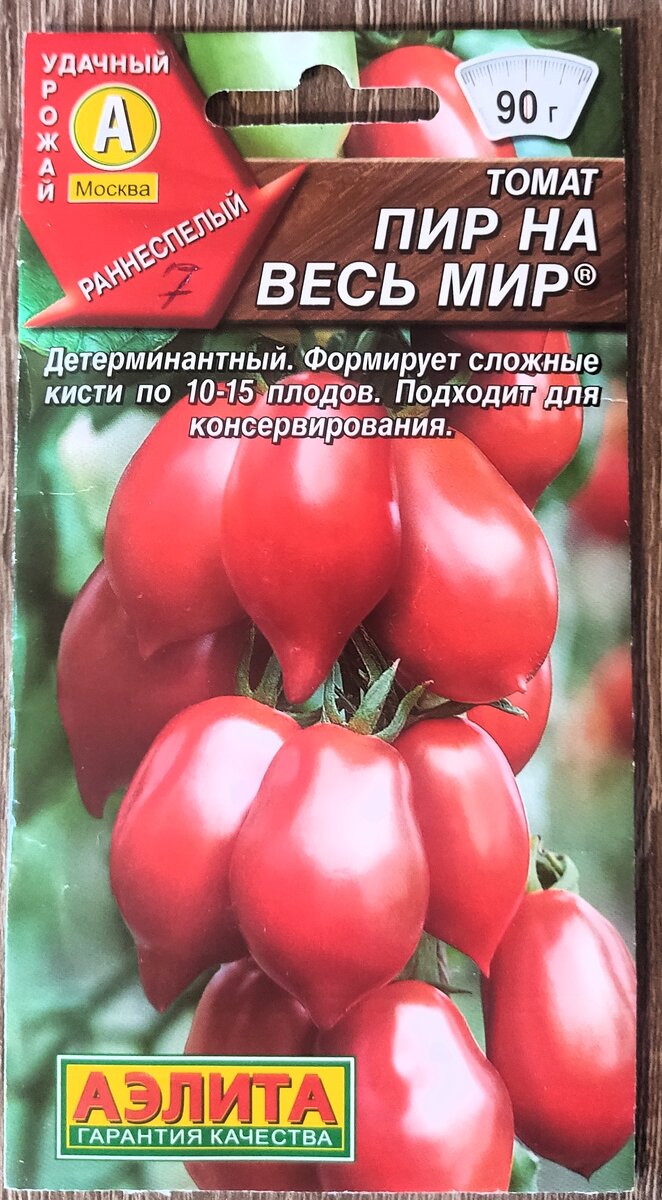 УДАЧНЫЙ
УРОЖАЙ
А
Москва
РАННЕСПЕЛЫЙ
7
90 г
ТОМАТ
ПИР НА
ВЕСЬ МИР®
Детерминантный. Формирует сложные
кисти по 10-15 плодов. Подходит для
консервирования.
АЭЛИТА
ГАРАНТИЯ КАЧЕСТВА